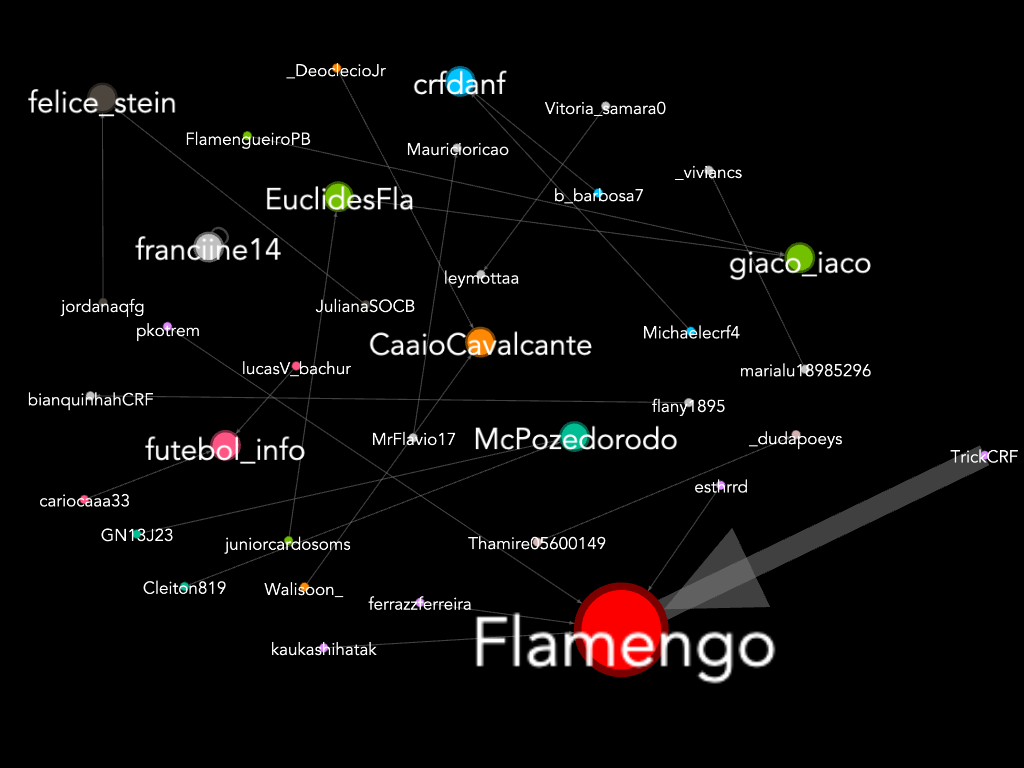 _DeoclecioJr
crfdanf
felice_stein
Vitoria_samara0
FlamengueiroPB
Mauricioricao
_viviancs
b_barbosa7
EuclidesFla
franciine14
giaco_iaco
leymottaa
jordanaqfg
JulianaSOCB
pkotrem
Michaelecrf4
CaaioCavalcante
lucasV_bachur
marialu18985296
bianquinhahCRF
flany1895
MrFlavio17
McPozedorodo
_dudapoeys
futebol_info
TrickCRF
esthrrd
cariocaaa33
GN13J23
juniorcardosoms
Thamire05600149
Cleiton819
Walisoon_
ferrazzferreira
Flamengo
kaukashihatak